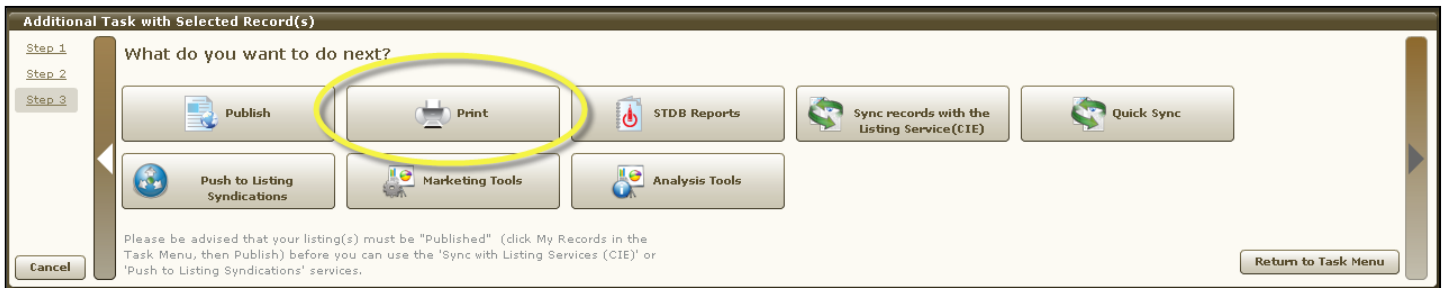 Additional Task with Selected Record(s)
Step 1
Step 2
Step 3
What do you want to do next?
Publish
Print
STDB Reports
Sync records with the
Listing Service(CIE)
Quick Sync
Push to Listing
Syndications
Marketing Tools
Analysis Tools
Please be advised that your listing(s) must be "Published" (click My Records in the
Task Menu, then Publish) before you can use the 'Sync with Listing Services (CIE)' or
'Push to Listing Syndications' services.
Cancel
Return to Task Menu